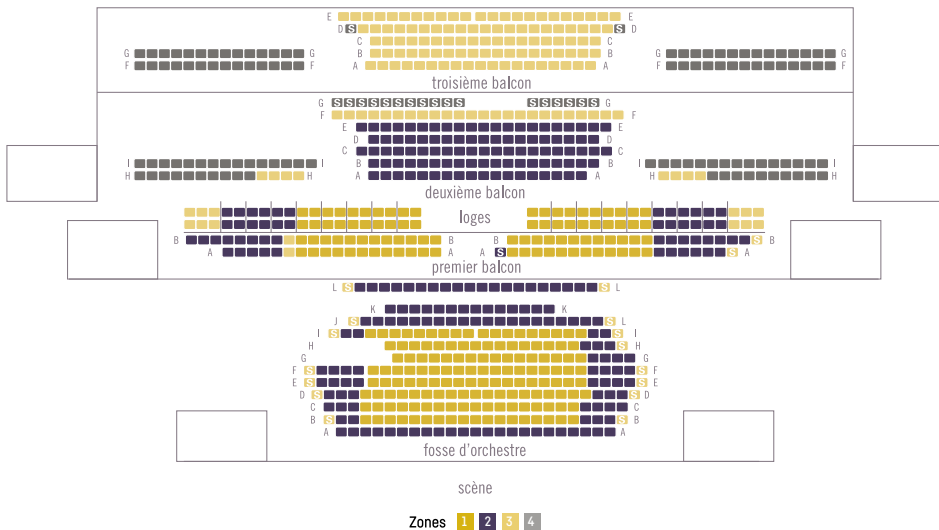 E E
D S S D
C C
B B
A A
G G G G
F F F F
troisième balcon
G S S S S S S S S S S S S S S S S S G
F F
E E
D D
C C
B B
A A
I I I I
H H H H
deuxième balcon
loges
B B B S B
A A A S S A
premier balcon
L S S L
K K
J S S L
I S S I
H S H
G G
F S S F
E S S E
D S S D
C C
B S S B
A A
fosse d'orchestre
scène
Zones 1 2 3 4